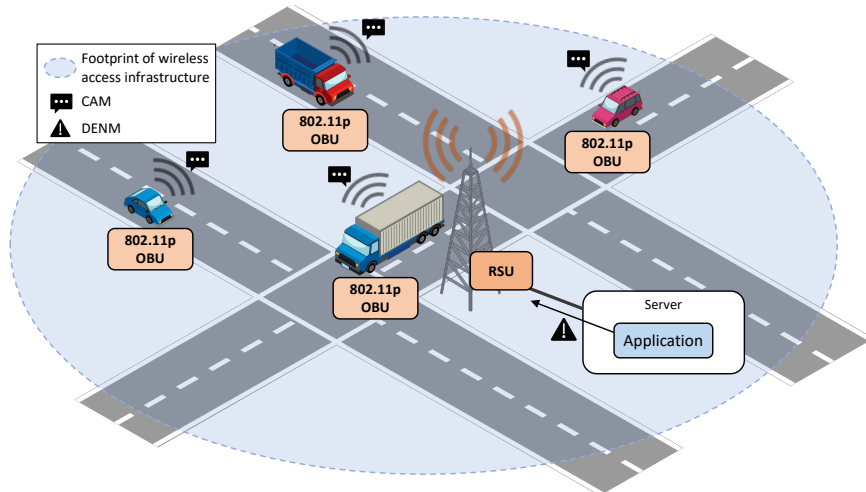 Footprint of wireless
access infrastructure
CAM
DENM
802.11p
OBU
802.11p
OBU
802.11p
OBU
802.11p
OBU
RSU
Server
Application